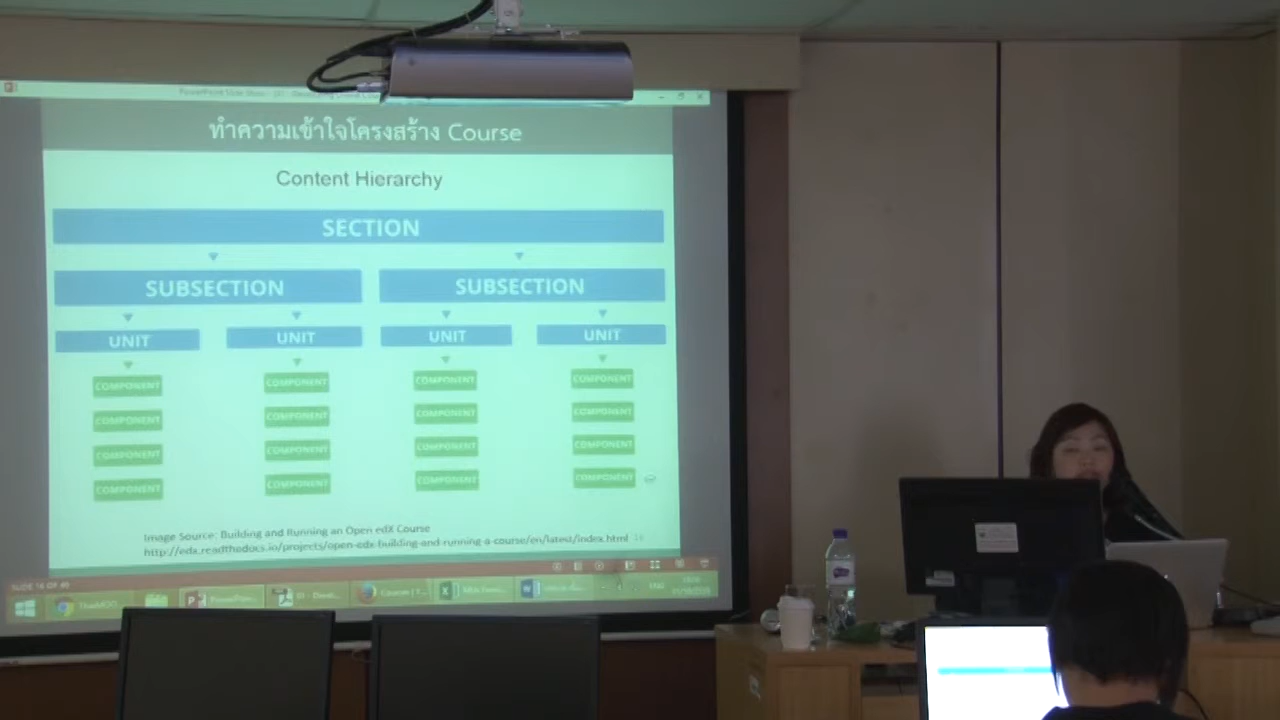 ทำความเข้าใจโครงสร้าง Course
Content Hierarchy
SECTION
SUBSECTION SUBSECTION
UNIT UNIT UNIT UNIT
COMPONENT COMPONENT COMPONENT COMPONENT
COMPONENT COMPONENT COMPONENT COMPONENT
COMPONENT COMPONENT COMPONENT COMPONENT
COMPONENT COMPONENT COMPONENT COMPONENT
Image Source: Building and Running an Open edX Course
http://edx.readthedocs.io/projects/open-edx-building-and-running-a-course/en/latest/index.html
ENG